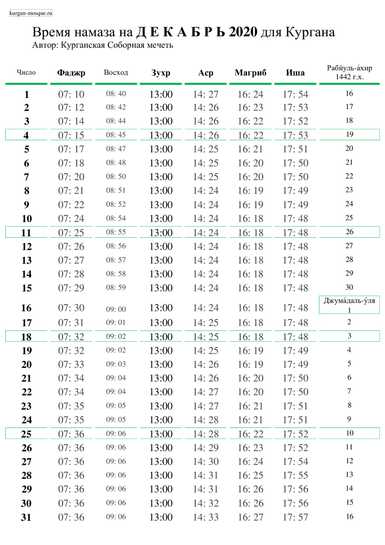 kurgan-mosque.ru
Время намаза на Д Е К А Б Р Ь 2020 для Кургана
Автор: Курганская Соборная мечеть
Число Фаджр Восход Зухр Аср Магриб Иша Рабӣуль-а̄хир 1442 г.х.
1 07: 10 08: 40 13:00 14: 27 16: 24 17: 54 16
2 07: 12 08: 42 13:00 14: 26 16: 23 17: 53 17
3 07: 14 08: 44 13:00 14: 26 16: 22 17: 52 18
4 07: 15 08: 45 13:00 14: 26 16: 22 17: 53 19
5 07: 17 08: 47 13:00 14: 25 16: 21 17: 51 20
6 07: 18 08: 48 13:00 14: 25 16: 20 17: 50 21
7 07: 20 08: 50 13:00 14: 25 16: 20 17: 50 22
8 07: 21 08: 51 13:00 14: 24 16: 19 17: 49 23
9 07: 22 08: 52 13:00 14: 24 16: 19 17: 49 24
10 07: 24 08: 54 13:00 14: 24 16: 18 17: 48 25
11 07: 25 08: 55 13:00 14: 24 16: 18 17: 48 26
12 07: 26 08: 56 13:00 14: 24 16: 18 17: 48 27
13 07: 27 08: 57 13:00 14: 24 16: 18 17: 48 28
14 07: 28 08: 58 13:00 14: 24 16: 18 17: 48 29
15 07: 29 08: 59 13:00 14: 24 16: 18 17: 48 30
Джума̄даль-ӯля
16 07: 30 09: 00 13:00 14: 24 16: 18 17: 48 1
17 07: 31 09: 01 13:00 14: 25 16: 18 17: 48 2
18 07: 32 09: 02 13:00 14: 25 16: 18 17: 48 3
19 07: 32 09: 02 13:00 14: 25 16: 19 17: 49 4
20 07: 33 09: 03 13:00 14: 26 16: 19 17: 49 5
21 07: 34 09: 04 13:00 14: 26 16: 20 17: 50 6
22 07: 34 09: 04 13:00 14: 27 16: 20 17: 50 7
23 07: 35 09: 05 13:00 14: 27 16: 21 17: 51 8
24 07: 35 09: 05 13:00 14: 28 16: 21 17: 51 9
25 07: 36 09: 06 13:00 14: 28 16: 22 17: 52 10
26 07: 36 09: 06 13:00 14: 29 16: 23 17: 52 11
27 07: 36 09: 06 13:00 14: 30 16: 24 17: 54 12
28 07: 36 09: 06 13:00 14: 31 16: 25 17: 55 13
29 07: 36 09: 06 13:00 14: 31 16: 26 17: 56 14
30 07: 36 09: 06 13:00 14: 32 16: 26 17: 56 15
31 07: 36 09: 06 13:00 14: 33 16: 27 17: 57 16